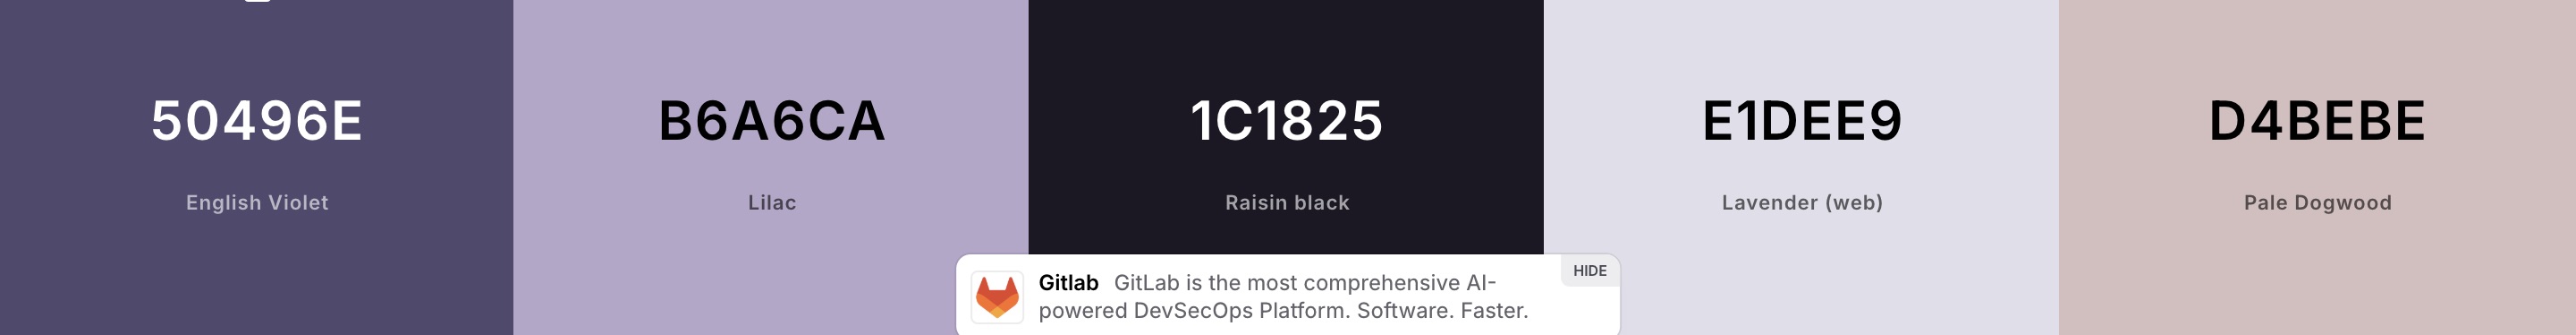 50496E
English Violet
B6A6CA
Lilac
1C1825
Raisin black
E1DEE9
Lavender (web)
D4BEBE
Pale Dogwood
Gitlab GitLab is the most comprehensive AI-
powered DevSecOps Platform. Software. Faster.
HIDE